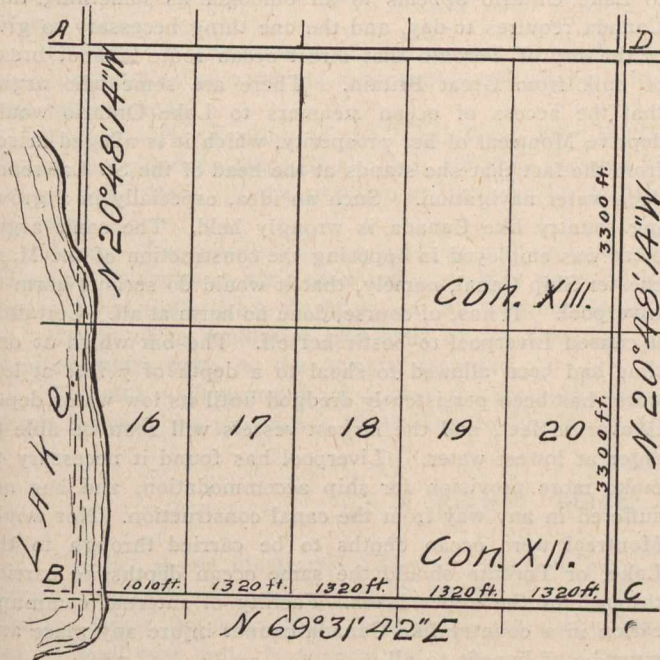 A D
N 20°48'14"W
3300 ft.
N 20°48'14"W
Con. XIII.
16 17 18 19 20
3300 ft.
LAKE
Con. XII.
B 1010 ft. 1320 ft. 1320 ft. 1320 ft. 1320 ft. C
N 69°31'42"E